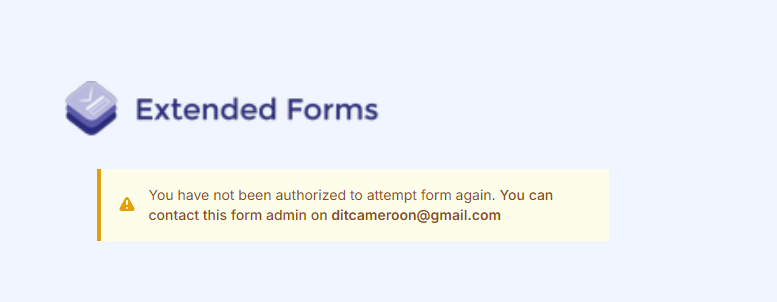 Extended Forms
You have not been authorized to attempt form again. You can
contact this form admin on ditcameroon@gmail.com